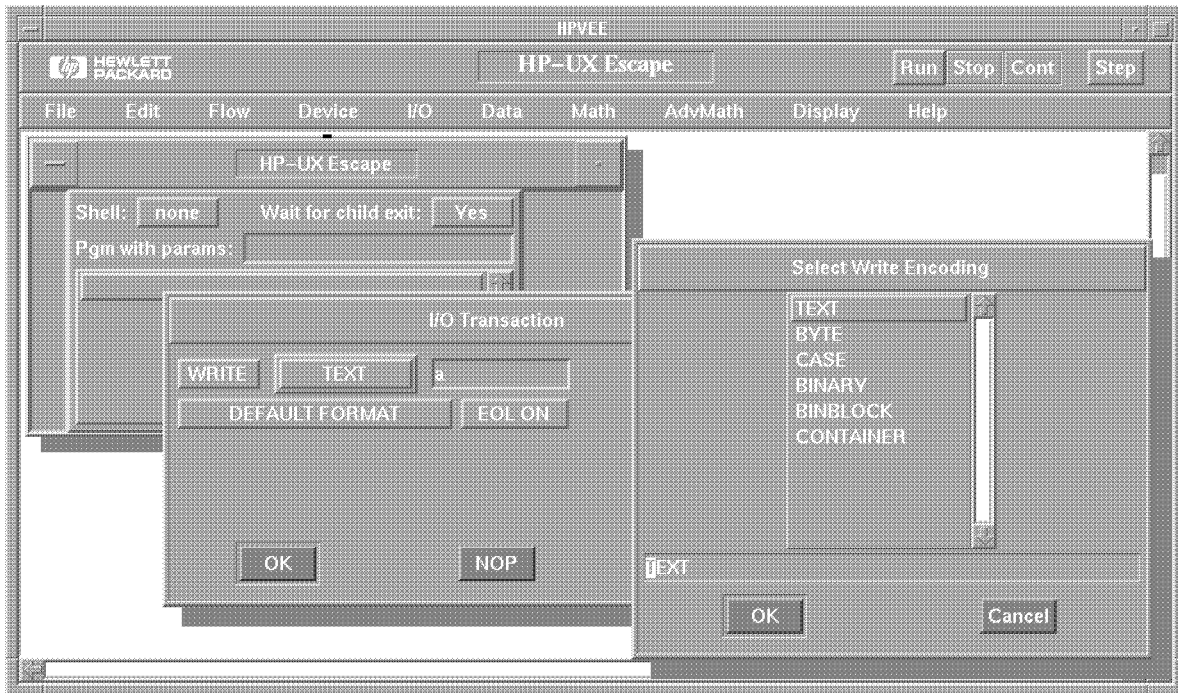 HPVEE
hp HEWLETT PACKARD HP-UX Escape Run Stop Cont Step
File Edit Flow Device I/O Data Math AdvMath Display Help
HP-UX Escape
Shell: none Wait for child exit: Yes
Pgm with params:
I/O Transaction
WRITE TEXT a
DEFAULT FORMAT EOL ON
OK NOP
Select Write Encoding
TEXT
BYTE
CASE
BINARY
BINBLOCK
CONTAINER
TEXT
OK Cancel